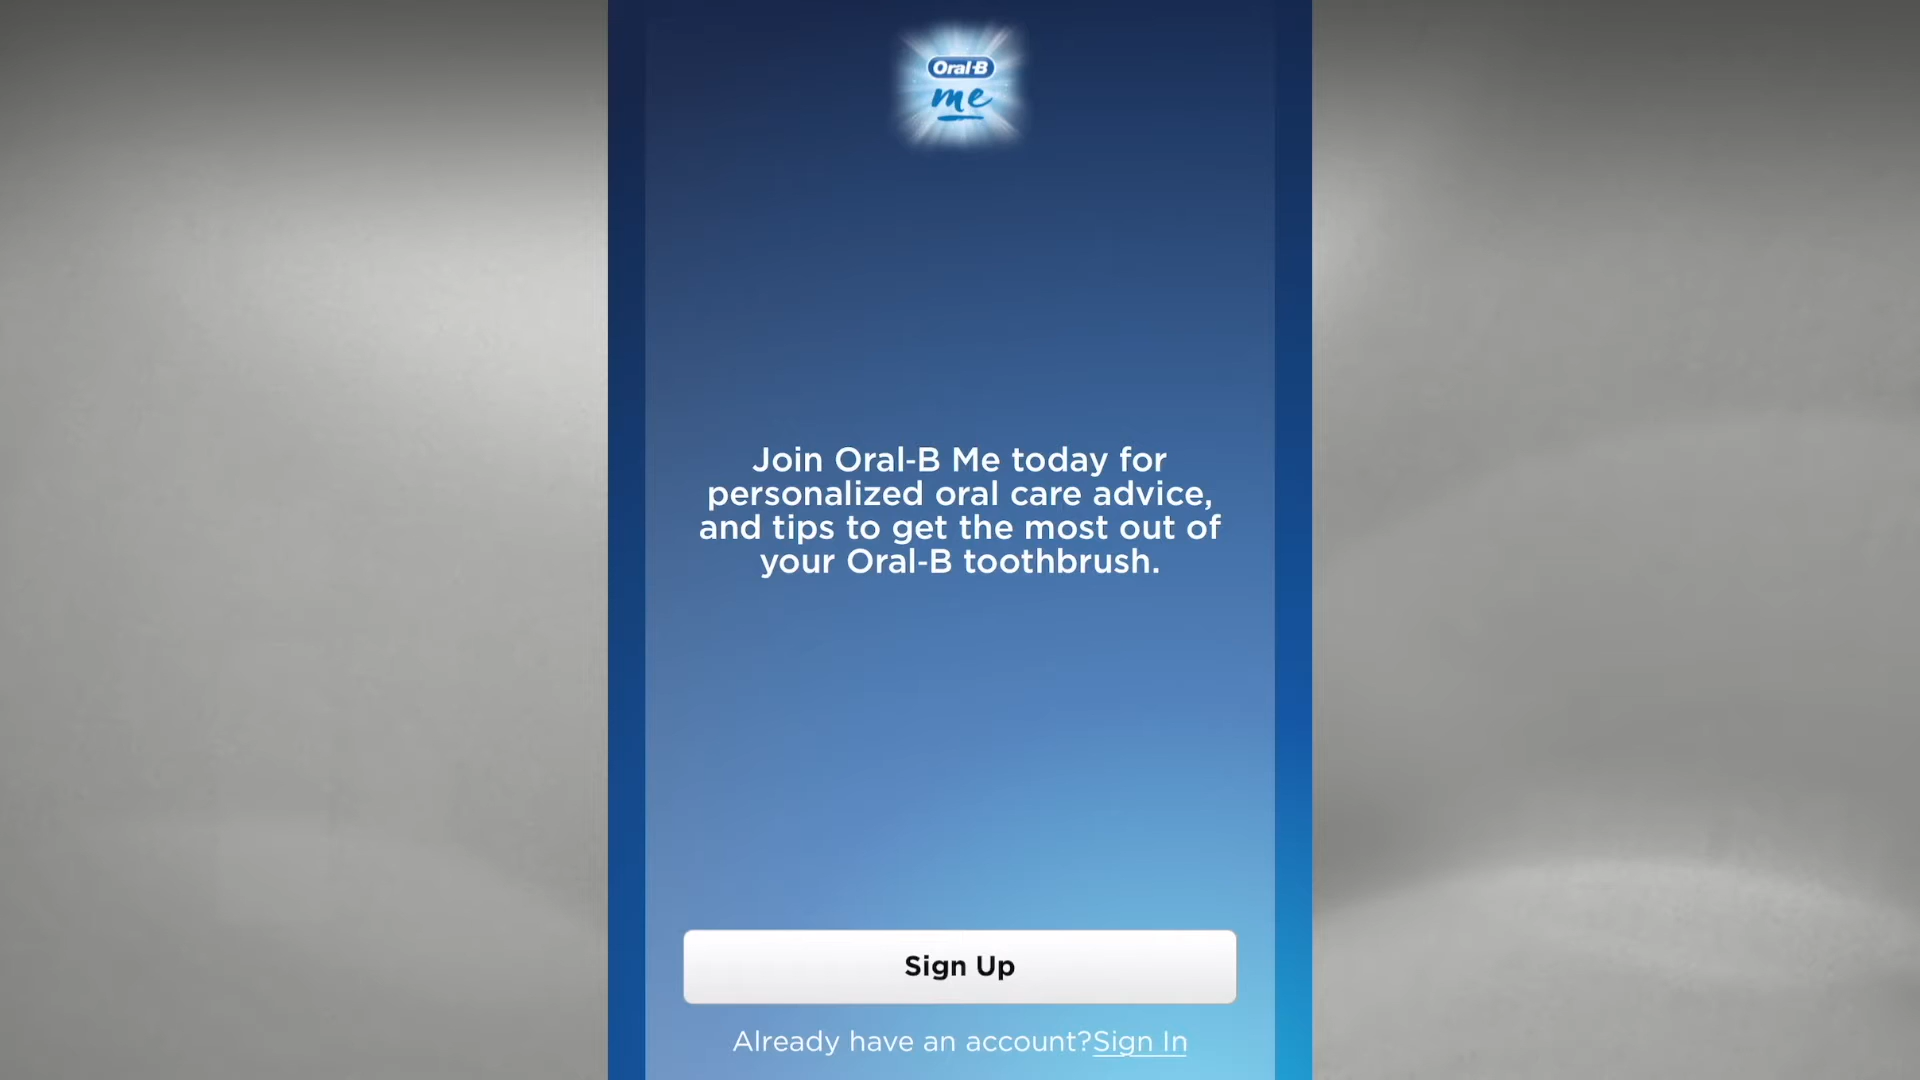 Oral-B
me
Join Oral-B Me today for
personalized oral care advice,
and tips to get the most out of
your Oral-B toothbrush.
Sign Up
Already have an account?Sign In